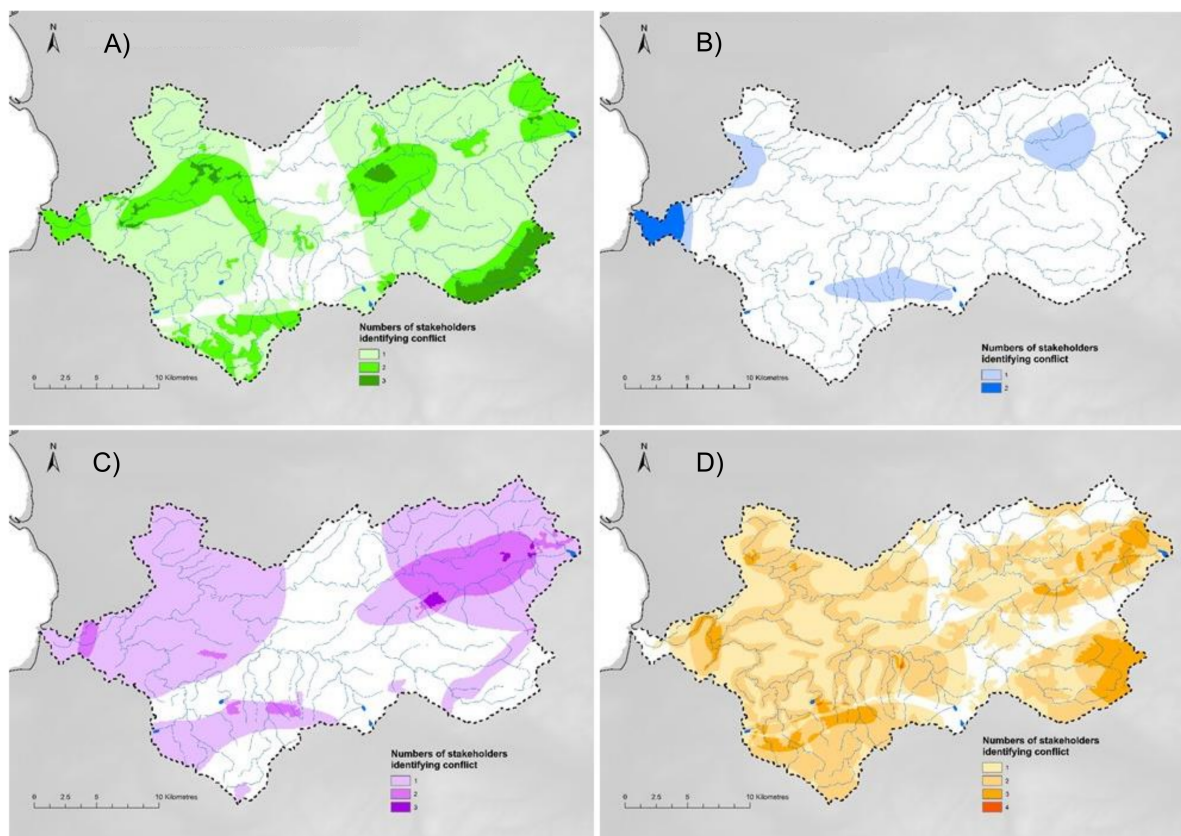 N
A)
Numbers of stakeholders
identifying conflict
1
2
3
0 2.5 5 10 Kilometres
N
B)
Numbers of stakeholders
identifying conflict
1
2
0 2.5 5 10 Kilometres
N
C)
Numbers of stakeholders
identifying conflict
1
2
3
0 2.5 5 10 Kilometres
N
D)
Numbers of stakeholders
identifying conflict
1
2
3
4
0 2.5 5 10 Kilometres